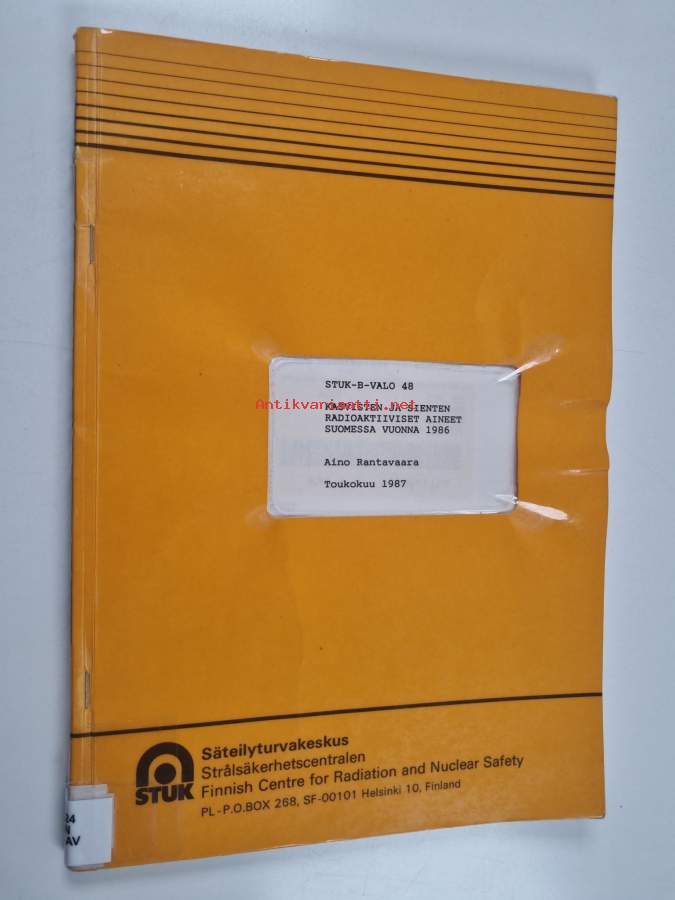 STUK-B-VALO 48
Antikvariaatti.net
KASVISTEN JA SIENTEN
RADIOAKTIIVISET AINEET
SUOMESSA VUONNA 1986
Aino Rantavaara
Toukokuu 1987
STUK
Säteilyturvakeskus
Strålsäkerhetscentralen
Finnish Centre for Radiation and Nuclear Safety
PL-P.O.BOX 268, SF-00101 Helsinki 10, Finland